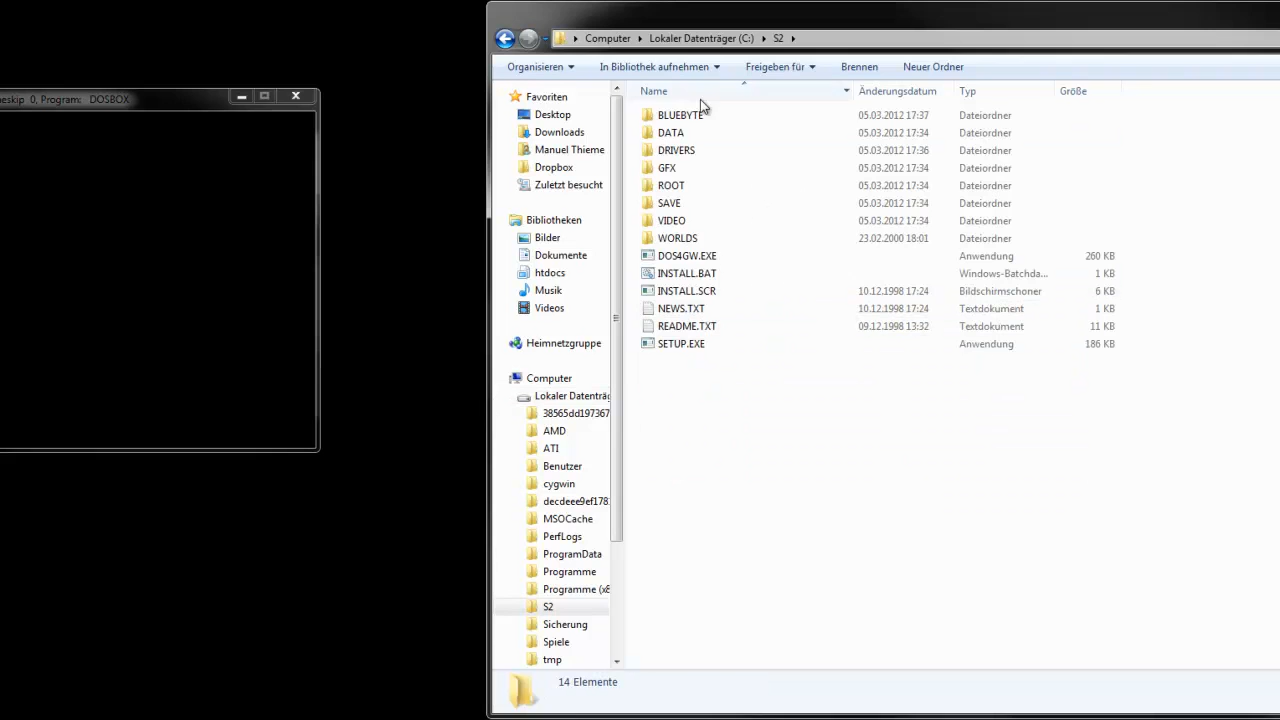 eskip 0, Program: DOSBOX
Computer Lokaler Datenträger (C:) S2
Organisieren In Bibliothek aufnehmen Freigeben für Brennen Neuer Ordner
Favoriten
Desktop
Downloads
Manuel Thieme
Dropbox
Zuletzt besucht
Bibliotheken
Bilder
Dokumente
htdocs
Musik
Videos
Heimnetzgruppe
Computer
Lokaler Datenträg
38565dd197367
AMD
ATI
Benutzer
cygwin
decdeee9ef178
MSOCache
PerfLogs
ProgramData
Programme
Programme (x8
S2
Sicherung
Spiele
tmp
Name Änderungsdatum Typ Größe
BLUEBYTE 05.03.2012 17:37 Dateiordner
DATA 05.03.2012 17:34 Dateiordner
DRIVERS 05.03.2012 17:36 Dateiordner
GFX 05.03.2012 17:34 Dateiordner
ROOT 05.03.2012 17:34 Dateiordner
SAVE 05.03.2012 17:34 Dateiordner
VIDEO 05.03.2012 17:34 Dateiordner
WORLDS 23.02.2000 18:01 Dateiordner
DOS4GW.EXE Anwendung 260 KB
INSTALL.BAT Windows-Batchda... 1 KB
INSTALL.SCR 10.12.1998 17:24 Bildschirmschoner 6 KB
NEWS.TXT 10.12.1998 17:24 Textdokument 1 KB
README.TXT 09.12.1998 13:32 Textdokument 11 KB
SETUP.EXE Anwendung 186 KB
14 Elemente